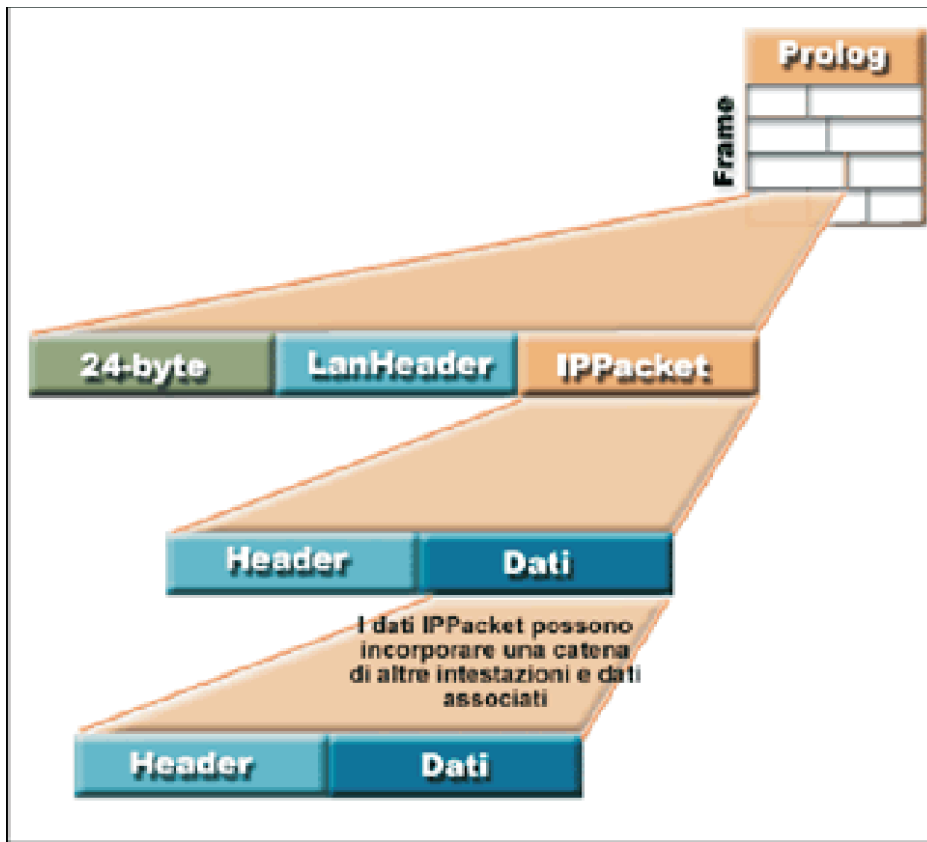 Prolog
Frame
24-byte
LanHeader
IPPacket
Header
Dati
I dati IPPacket possono
incorporare una catena
di altre intestazioni e dati
associati
Header
Dati